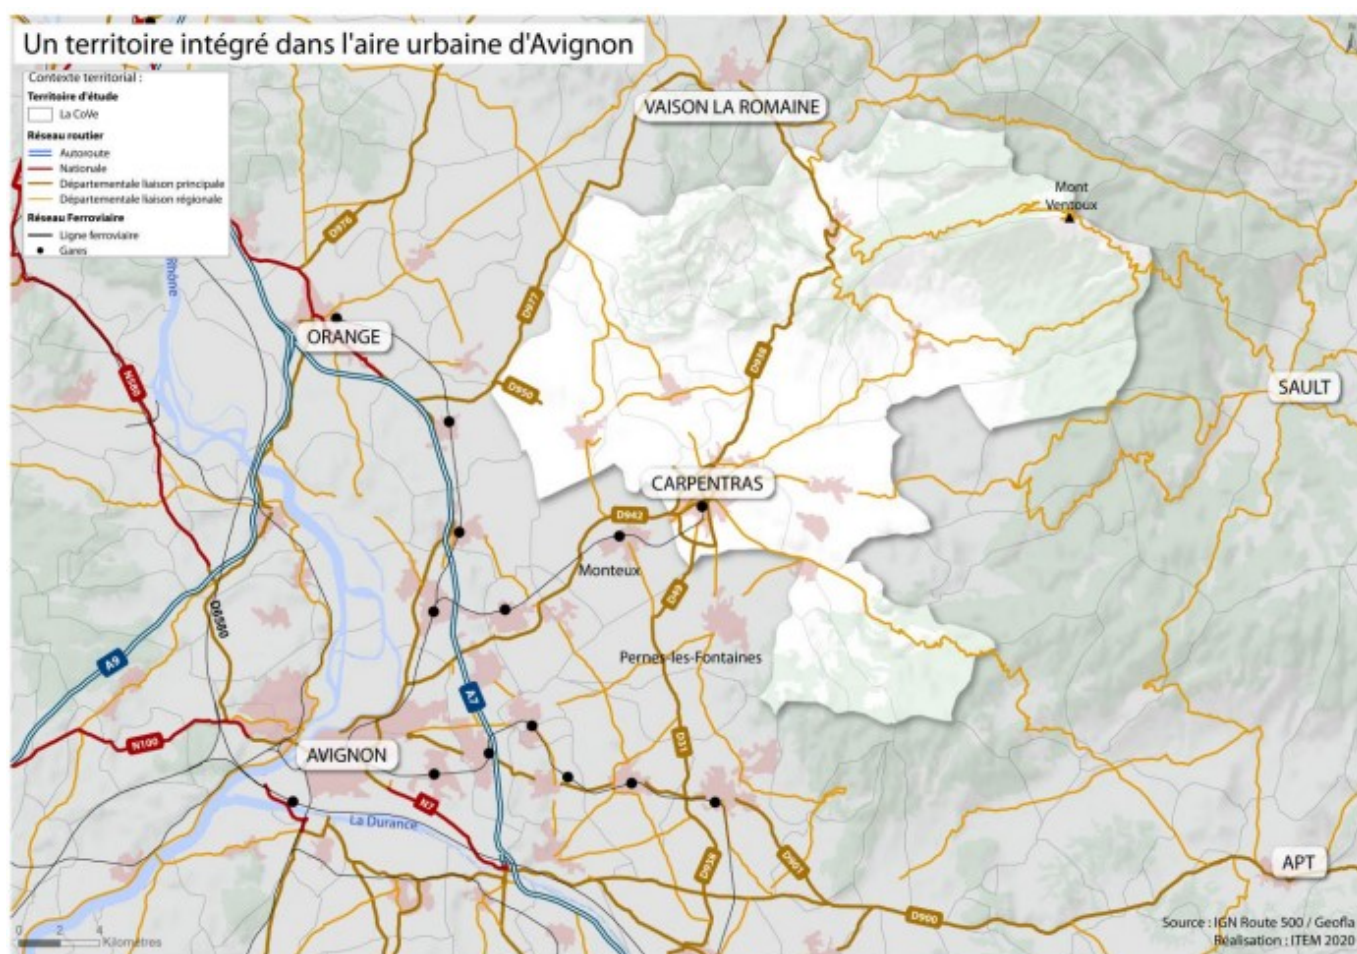 Un territoire intégré dans l'aire urbaine d'Avignon
Contexte territorial :
Territoire d'étude
La CoVe
Réseau routier
Autoroute
Nationale
Départementale liaison principale
Départementale liaison régionale
Réseau Ferroviaire
Ligne ferroviaire
Gares
VAISON LA ROMAINE
Mont
Ventoux
D976
Rhône
D977
ORANGE
D938
N580
D950
SAULT
CARPENTRAS
D942
Monteux
D49
D6580
A9
Pernes-les-Fontaines
A7
D31
N100
AVIGNON
N7
La Durance
D938
D901
APT
D900
Source : IGN Route 500 / Geofla
Réalisation : ITEM 2020
0 2 4
Kilomètres